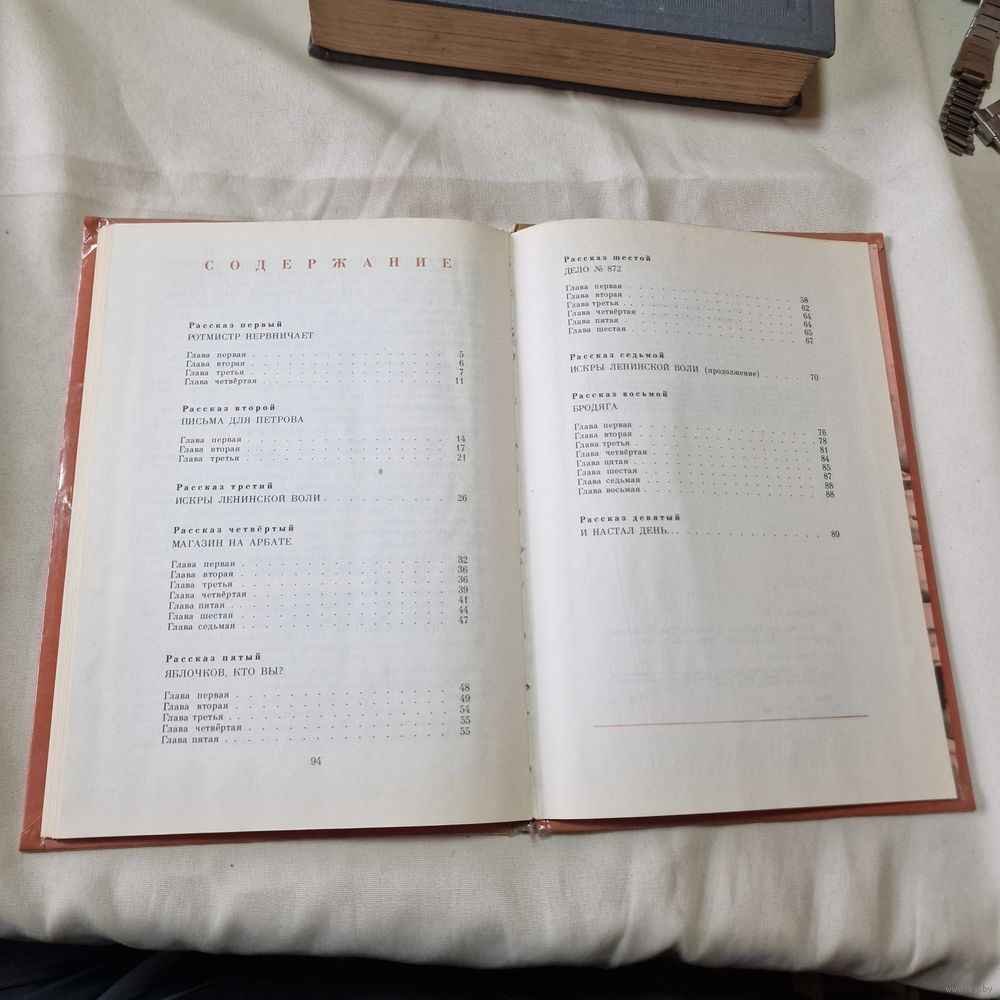 СОДЕРЖАНИЕ
Рассказ первый
РОТМИСТР НЕРВНИЧАЕТ
Глава первая . . . 5
Глава вторая . . . 6
Глава третья . . . 7
Глава четвёртая . . . 11
Рассказ второй
ПИСЬМА ДЛЯ ПЕТРОВА
Глава первая . . . 14
Глава вторая . . . 17
Глава третья . . . 21
Рассказ третий
ИСКРЫ ЛЕНИНСКОЙ ВОЛИ . . . 26
Рассказ четвёртый
МАГАЗИН НА АРБАТЕ
Глава первая . . . 32
Глава вторая . . . 36
Глава третья . . . 36
Глава четвёртая . . . 39
Глава пятая . . . 41
Глава шестая . . . 44
Глава седьмая . . . 47
Рассказ пятый
ЯБЛОЧКОВ, КТО ВЫ?
Глава первая . . . 48
Глава вторая . . . 49
Глава третья . . . 54
Глава четвёртая . . . 55
Глава пятая . . . 55
94
Рассказ шестой
ДЕЛО № 872
Глава первая . . . 58
Глава вторая . . . 62
Глава третья . . . 64
Глава четвёртая . . . 64
Глава пятая . . . 65
Глава шестая . . . 67
Рассказ седьмой
ИСКРЫ ЛЕНИНСКОЙ ВОЛИ (продолжение) . . . 70
Рассказ восьмой
БРОДЯГА
Глава первая . . . 76
Глава вторая . . . 78
Глава третья . . . 81
Глава четвёртая . . . 84
Глава пятая . . . 85
Глава шестая . . . 87
Глава седьмая . . . 88
Глава восьмая . . . 88
Рассказ девятый
И НАСТАЛ ДЕНЬ... . . . 89